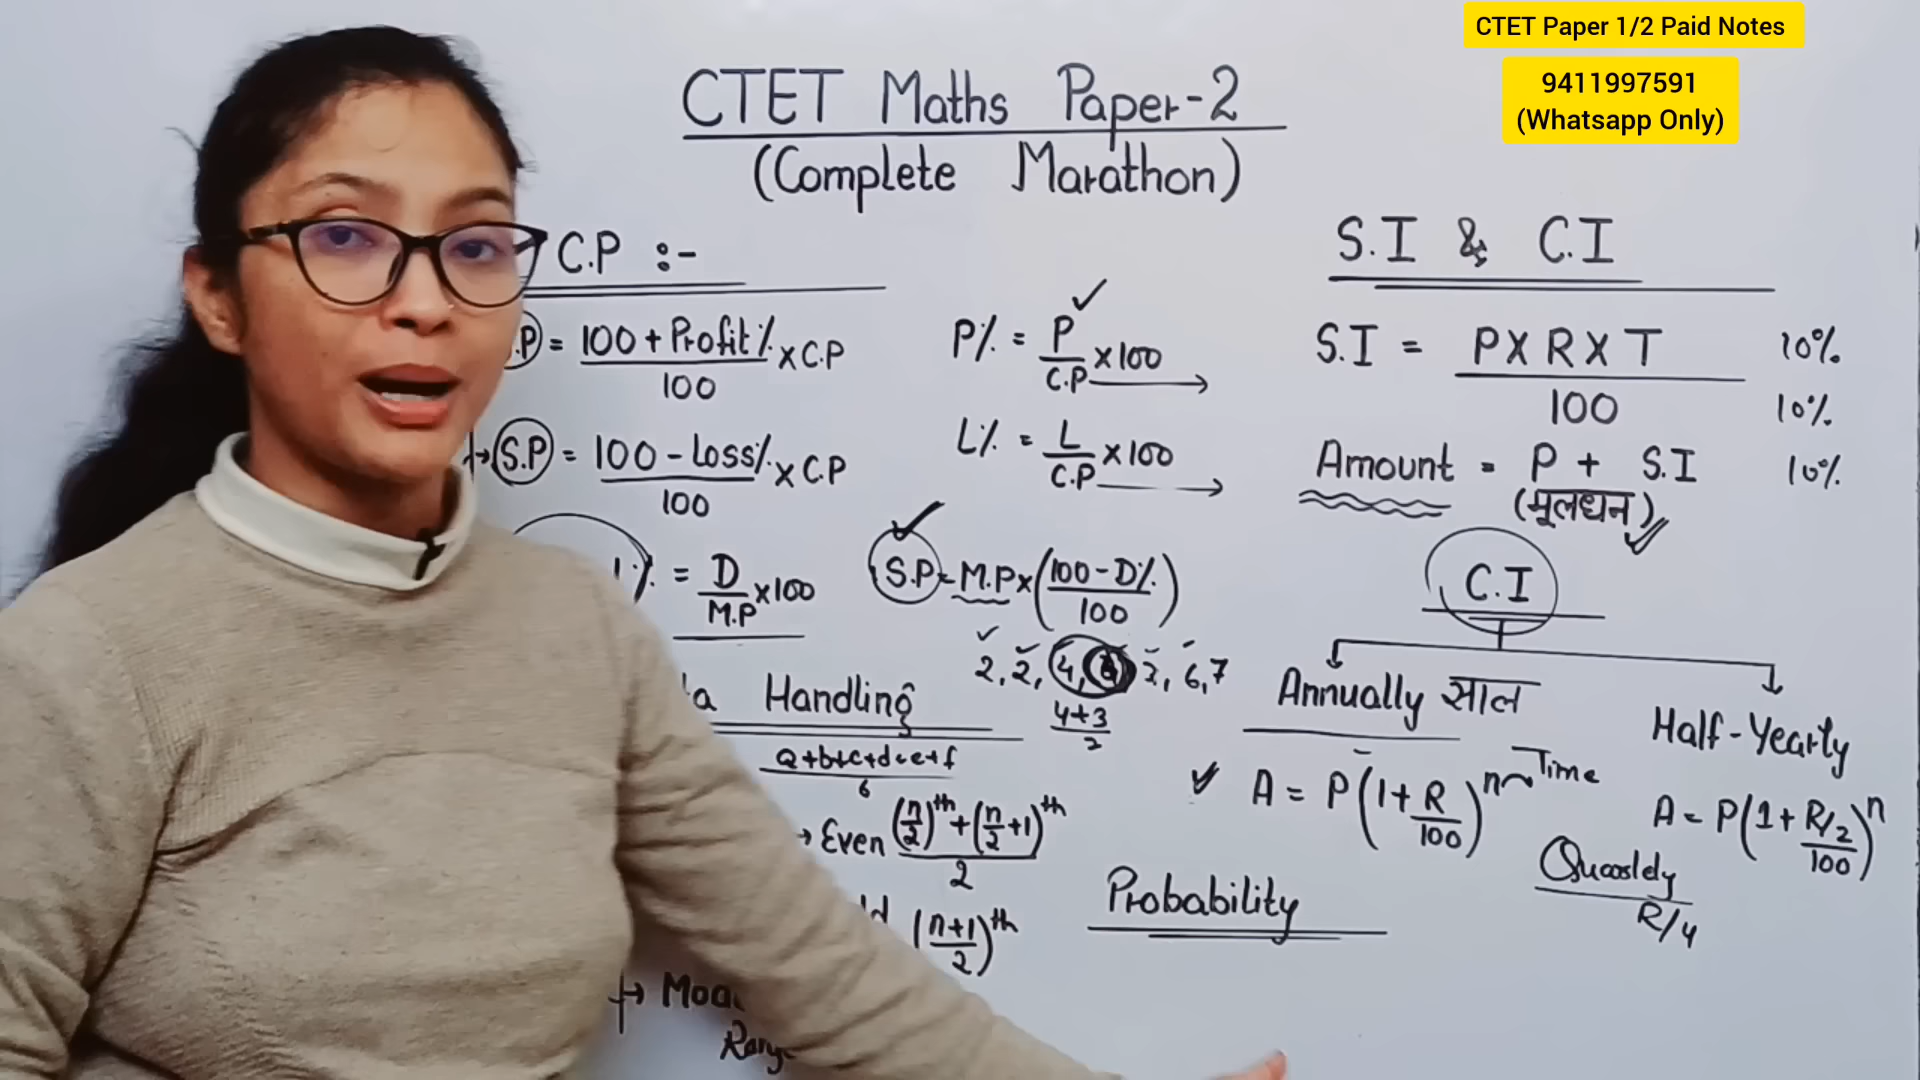 CTET Paper 1/2 Paid Notes
9411997591
(Whatsapp Only)
CTET Maths Paper-2
(Complete Marathon)
C.P :-
P) = 100 + Profit% / 100 × C.P
S.P = 100 - Loss% / 100 × C.P
% = D / M.P × 100
P% = P / C.P × 100
L% = L / C.P × 100
S.P = M.P × (100 - D% / 100)
2, 2, 4, 2, 6, 7
4+3 / 2
ta Handling
a+b+c+d+e+f / 6
→ Even (n/2)th + (n/2 + 1)th / 2
(n+1 / 2)th
Probability
S.I & C.I
S.I = P X R X T / 100
10%
10%
10%
Amount = P + S.I
(मूलधन)
C.I
Annually साल
A = P(1 + R/100)^n Time
Half-Yearly
A = P(1 + R/2 / 100)^n
R/4